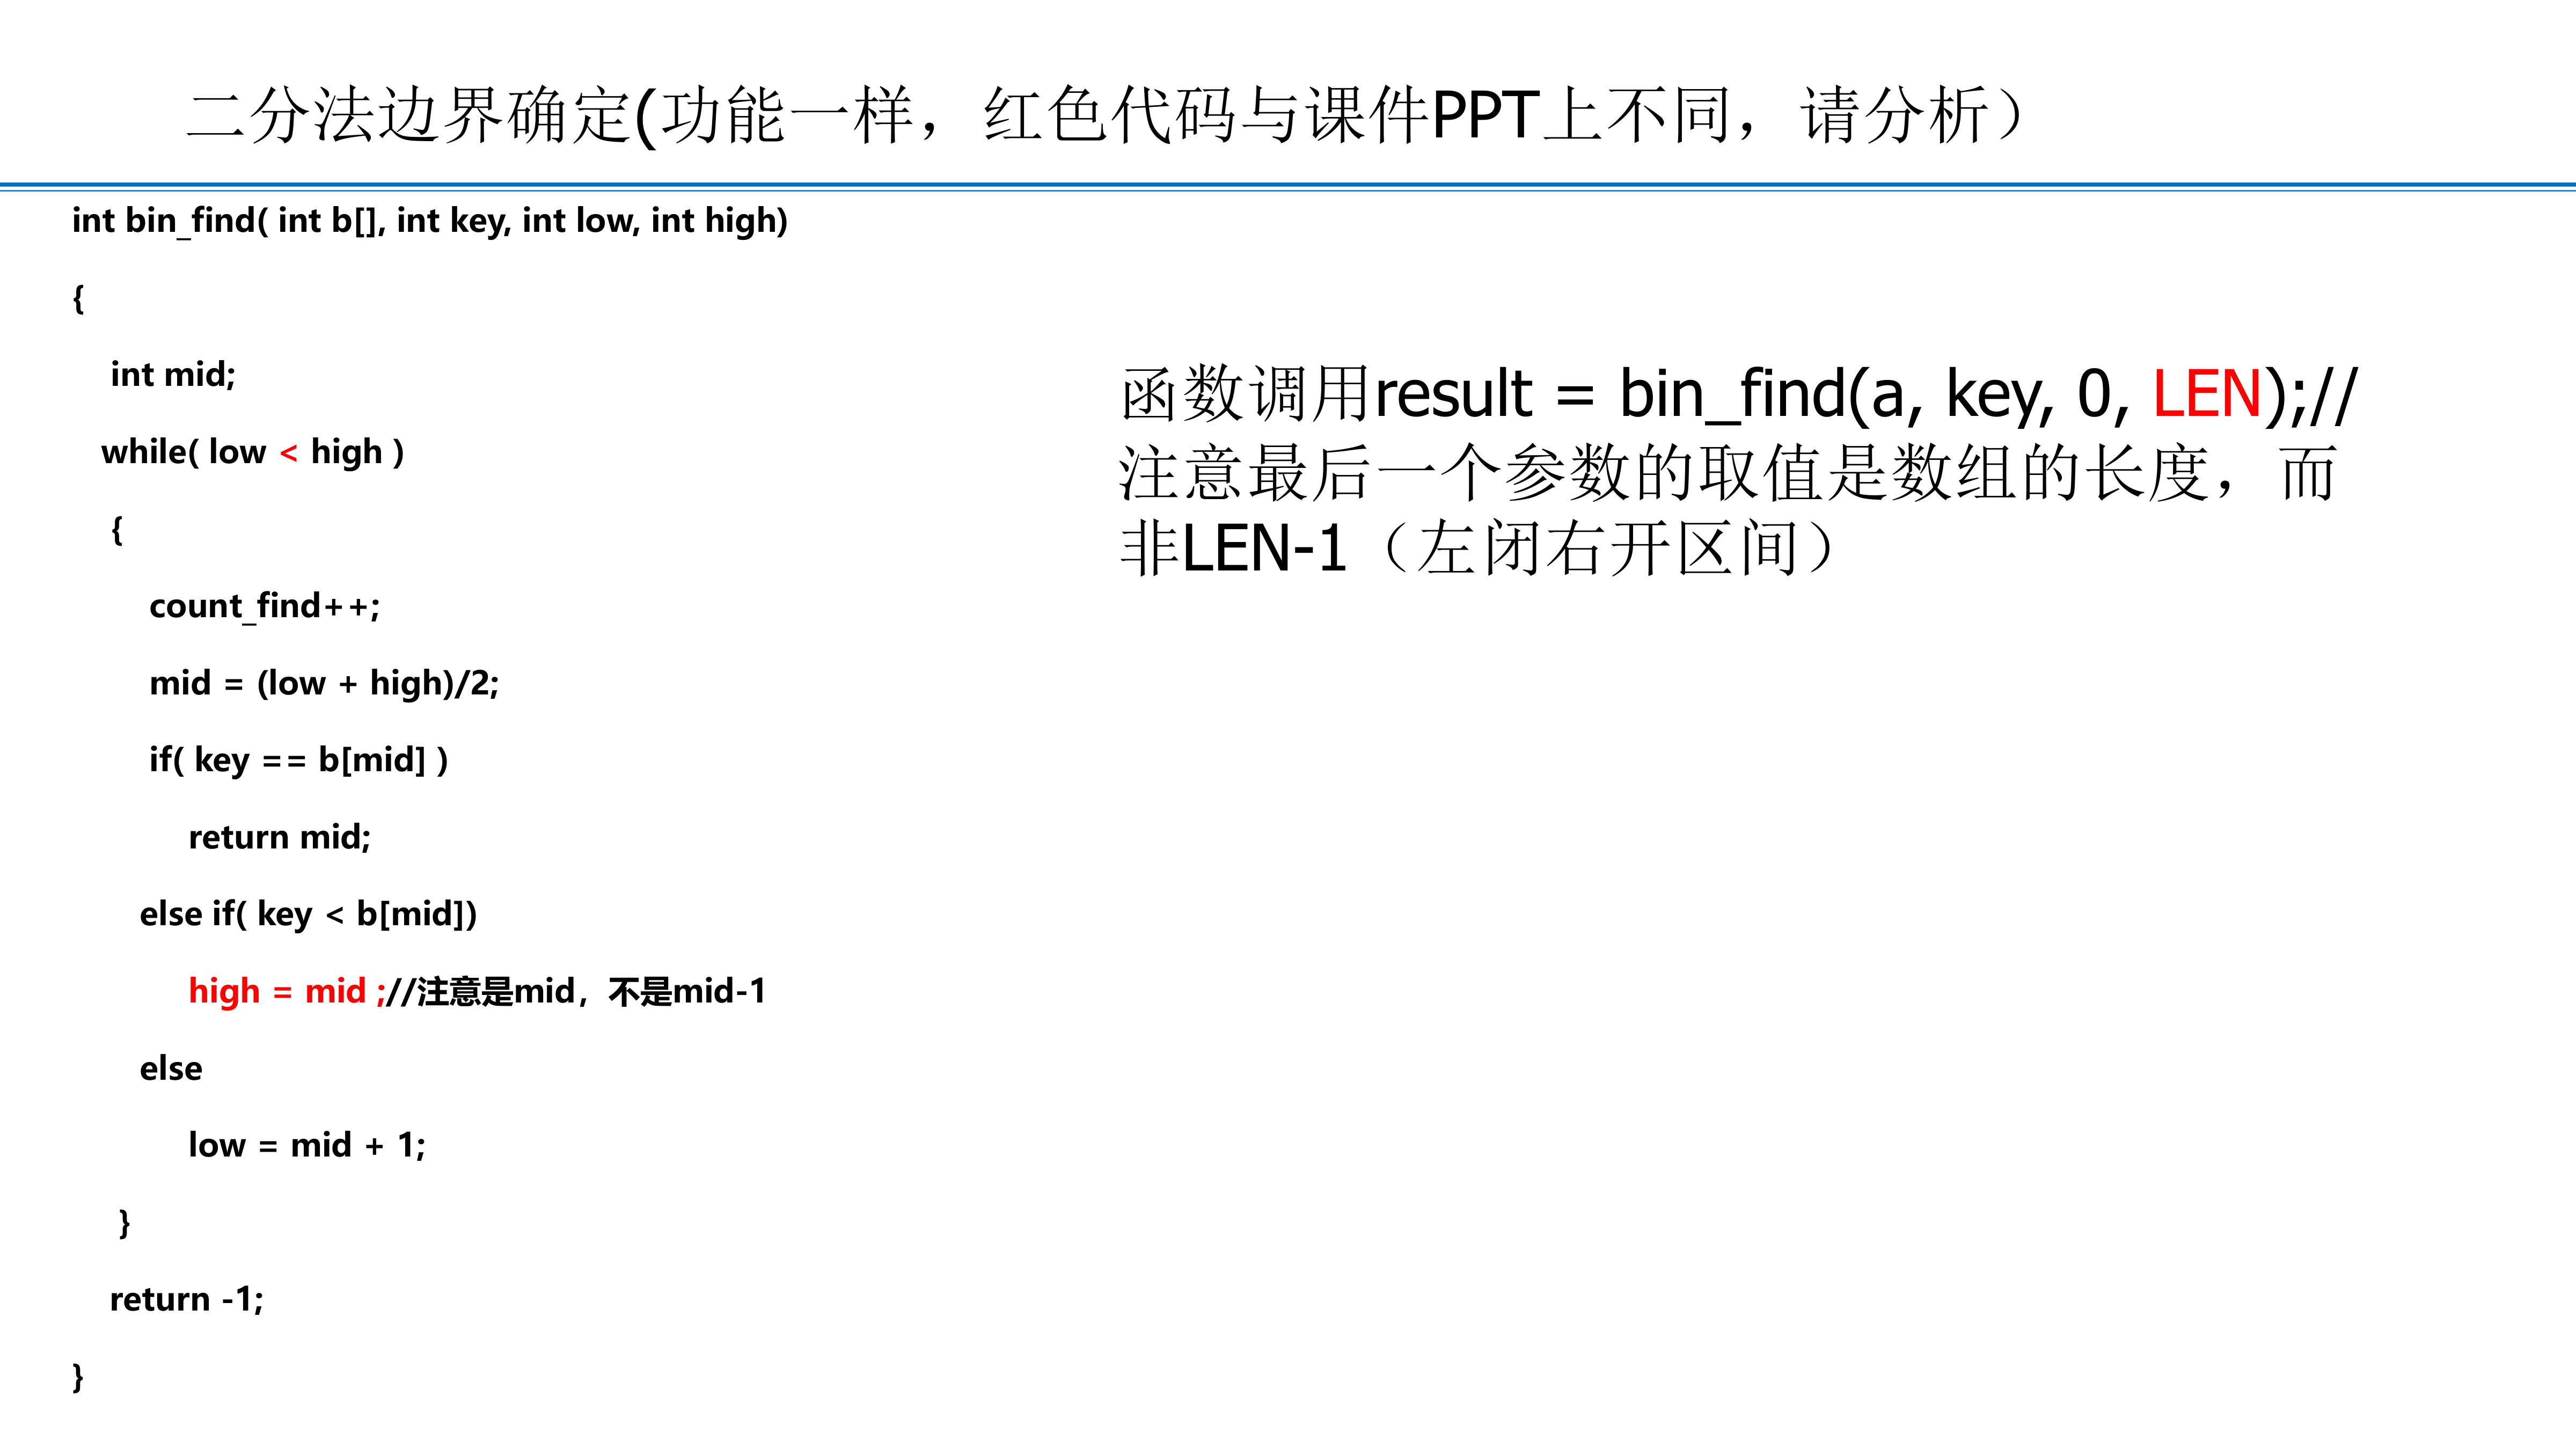 二分法边界确定(功能一样，红色代码与课件PPT上不同，请分析）
int bin_find( int b[], int key, int low, int high)
{
int mid;
while( low < high )
{
count_find++;
mid = (low + high)/2;
if( key == b[mid] )
return mid;
else if( key < b[mid])
high = mid ;//注意是mid，不是mid-1
else
low = mid + 1;
}
return -1;
}
函数调用result = bin_find(a, key, 0, LEN);//
注意最后一个参数的取值是数组的长度，而
非LEN-1（左闭右开区间）